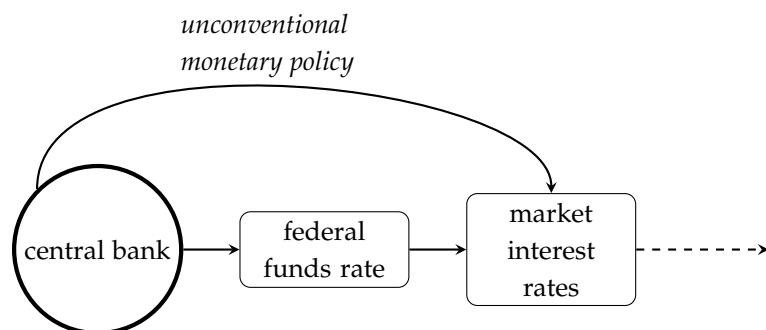 unconventional
monetary policy
central bank
federal
funds rate
market
interest
rates